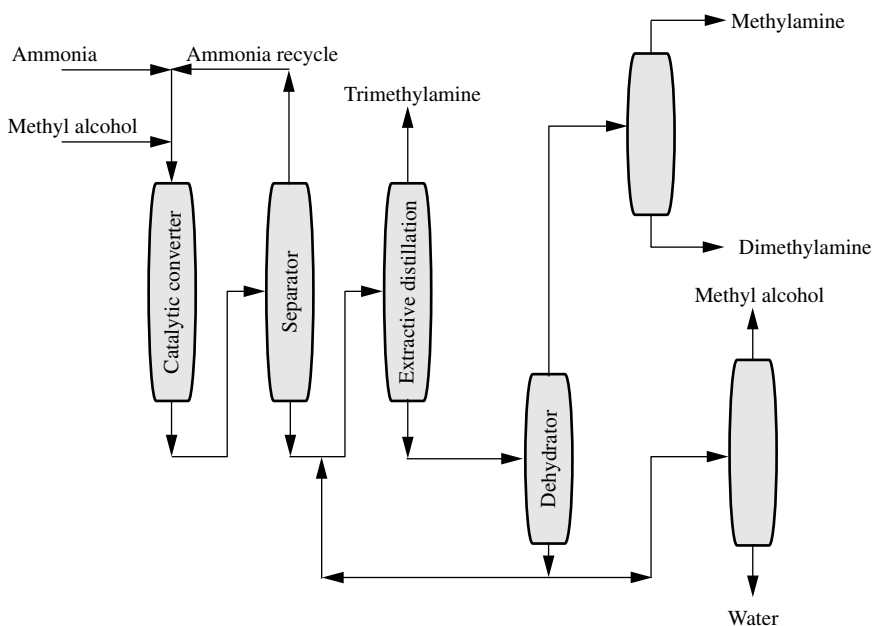 Methylamine
Ammonia
Ammonia recycle
Trimethylamine
Methyl alcohol
Catalytic converter
Separator
Extractive distillation
Dimethylamine
Methyl alcohol
Dehydrator
Water